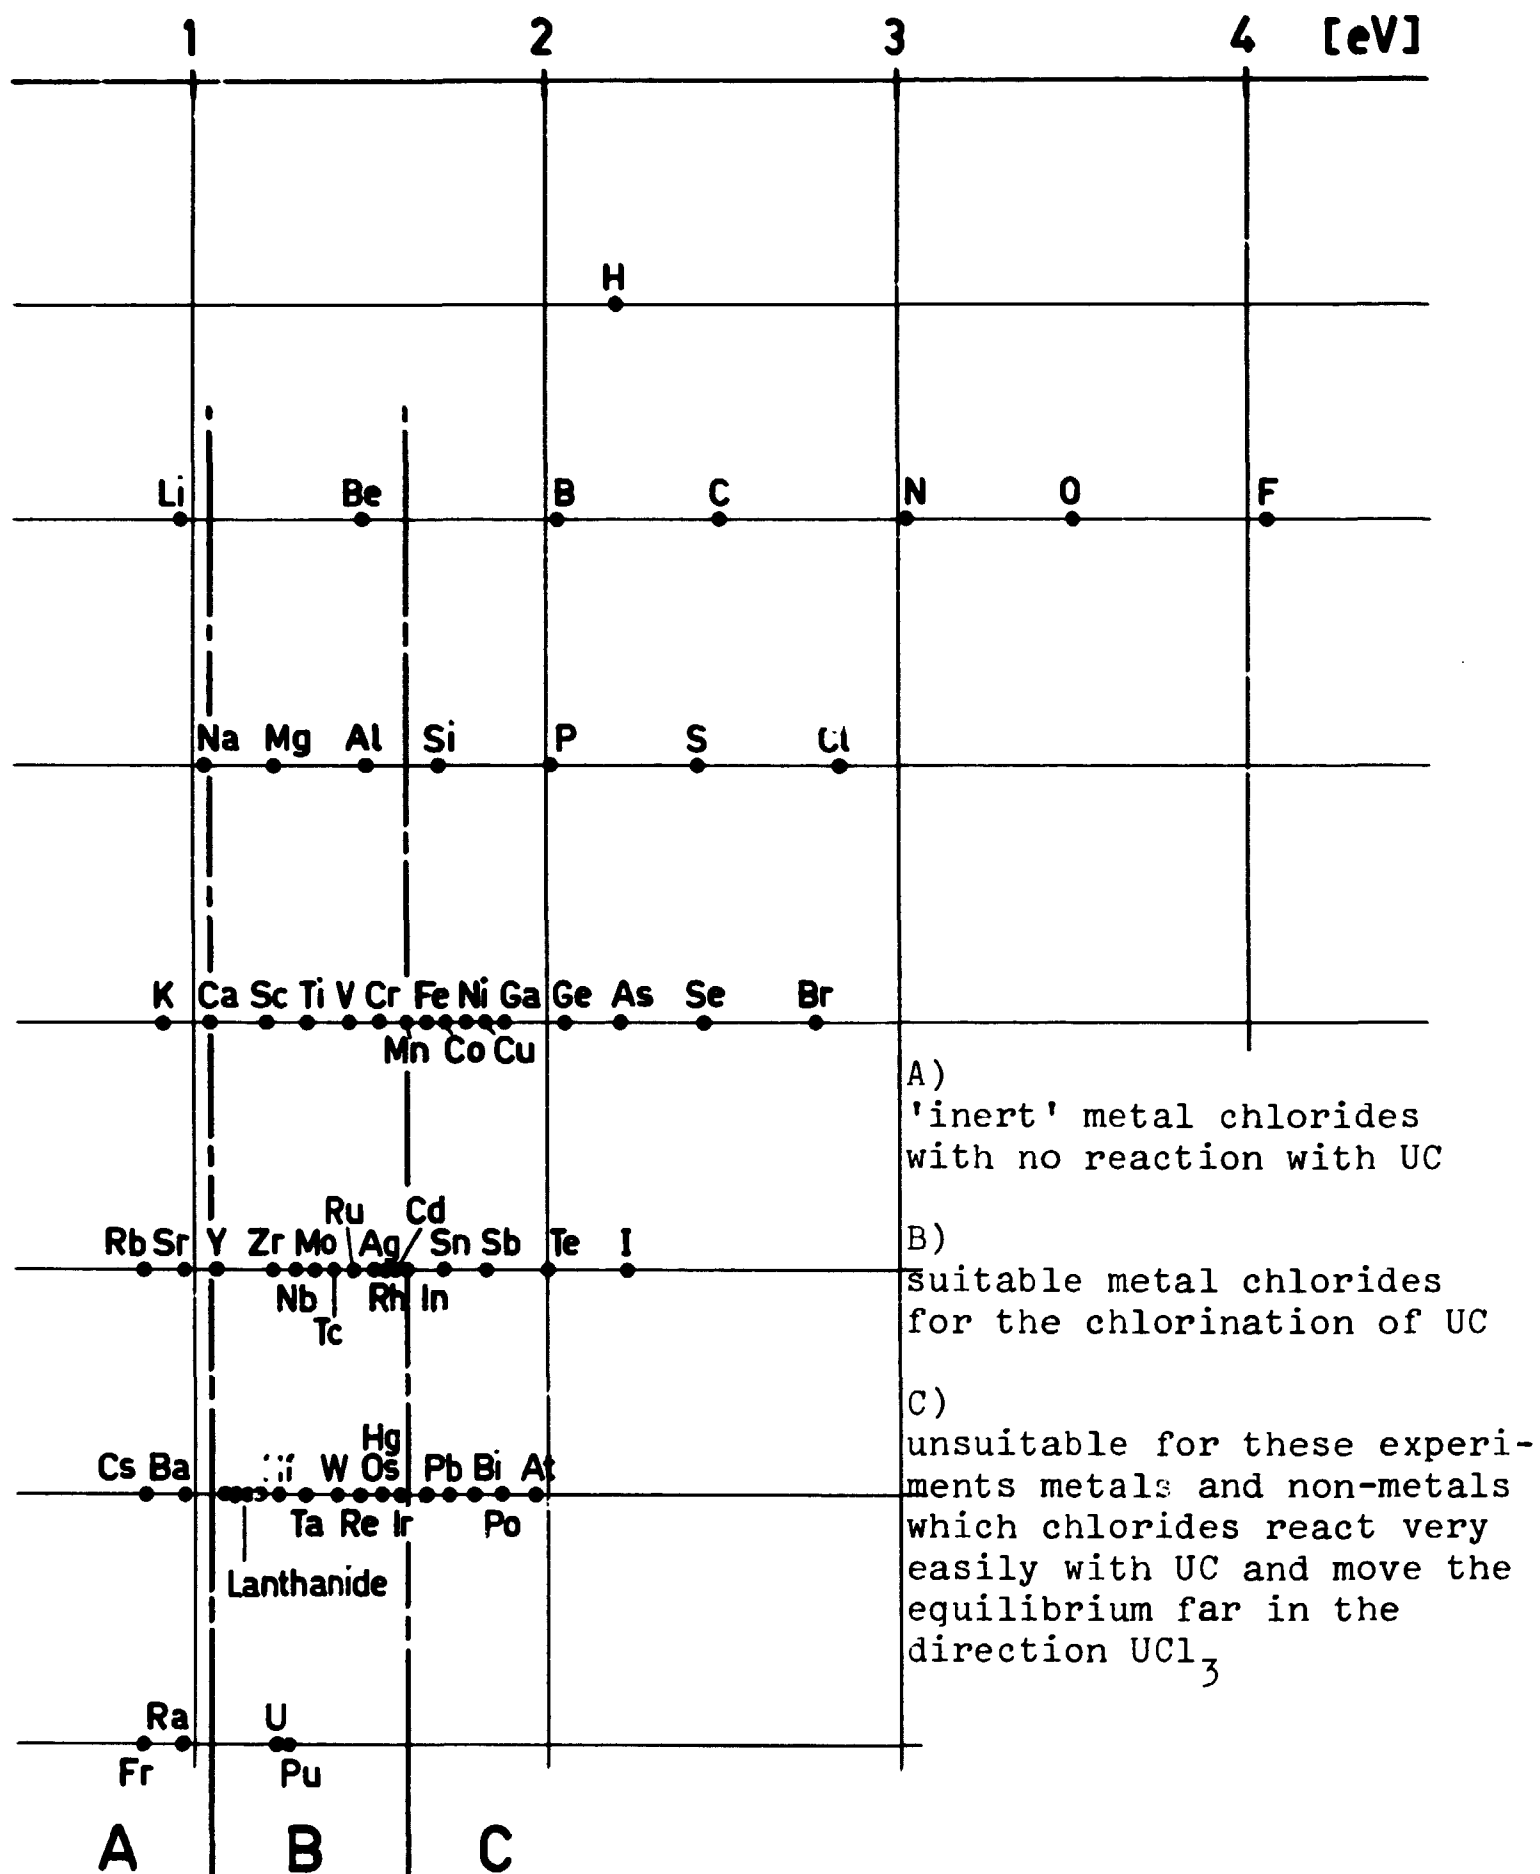 1 2 3 4 [eV]
H
Li Be B C N O F
Na Mg Al Si P S Cl
K Ca Sc Ti V Cr Fe Ni Ga Ge As Se Br
Mn Co Cu
A)
'inert' metal chlorides
with no reaction with UC
Ru Cd
Rb Sr Y Zr Mo Ag Sn Sb Te I
Nb Rh In
Tc
B)
suitable metal chlorides
for the chlorination of UC
Hg
Cs Ba W Os Pb Bi At
Ta Re Ir Po
Lanthanide
C)
unsuitable for these experi-
ments metals and non-metals
which chlorides react very
easily with UC and move the
equilibrium far in the
direction UCl₃
Ra U
Fr Pu
A B C